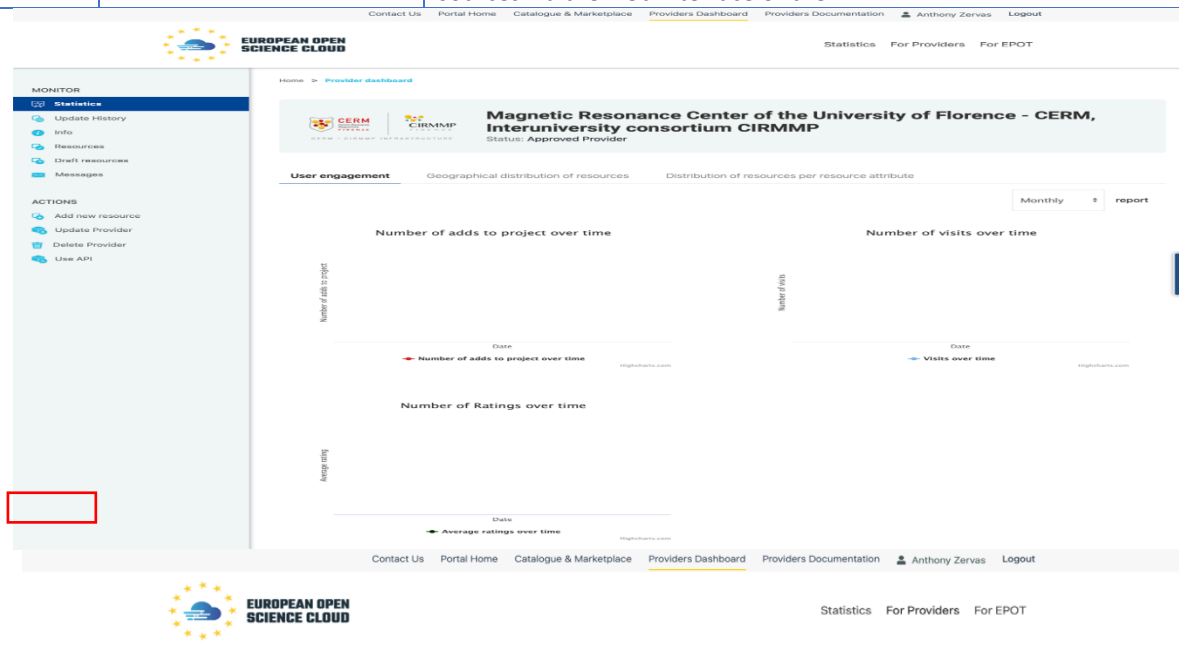 Contact Us Portal Home Catalogue & Marketplace Providers Dashboard Providers Documentation Anthony Zervas Logout
EUROPEAN OPEN
SCIENCE CLOUD
Statistics For Providers For EPOT
Home > Provider dashboard
MONITOR
Statistics
Update History
Info
Resources
Draft resources
Messages
ACTIONS
Add new resource
Update Provider
Delete Provider
Use API
CERM
CIRMMP
CERM / CIRMMP INFRASTRUCTURE
Magnetic Resonance Center of the University of Florence - CERM,
Interuniversity consortium CIRMMP
Status: Approved Provider
User engagement Geographical distribution of resources Distribution of resources per resource attribute
Monthly report
Number of adds to project over time
Number of adds to project
Date
Number of adds to project over time
Highcharts.com
Number of visits over time
Number of visits
Date
Visits over time
Highcharts.com
Number of Ratings over time
Average rating
Date
Average ratings over time
Highcharts.com
Contact Us Portal Home Catalogue & Marketplace Providers Dashboard Providers Documentation Anthony Zervas Logout
EUROPEAN OPEN
SCIENCE CLOUD
Statistics For Providers For EPOT